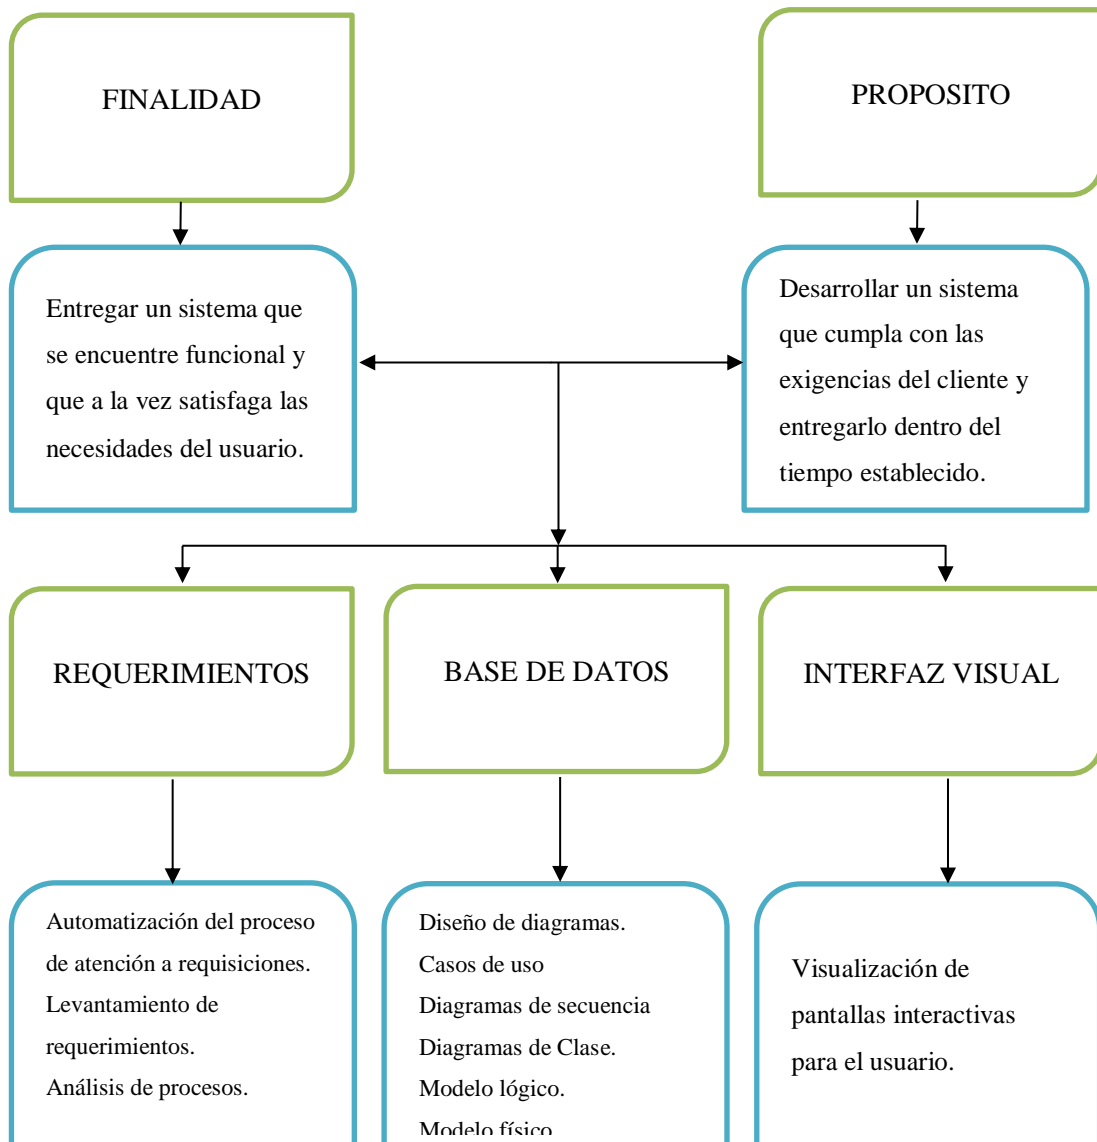 FINALIDAD
PROPOSITO
Entregar un sistema que
se encuentre funcional y
que a la vez satisfaga las
necesidades del usuario.
Desarrollar un sistema
que cumpla con las
exigencias del cliente y
entregarlo dentro del
tiempo establecido.
REQUERIMIENTOS
BASE DE DATOS
INTERFAZ VISUAL
Automatización del proceso
de atención a requisiciones.
Levantamiento de
requerimientos.
Análisis de procesos.
Diseño de diagramas.
Casos de uso
Diagramas de secuencia
Diagramas de Clase.
Modelo lógico.
Modelo físico
Visualización de
pantallas interactivas
para el usuario.